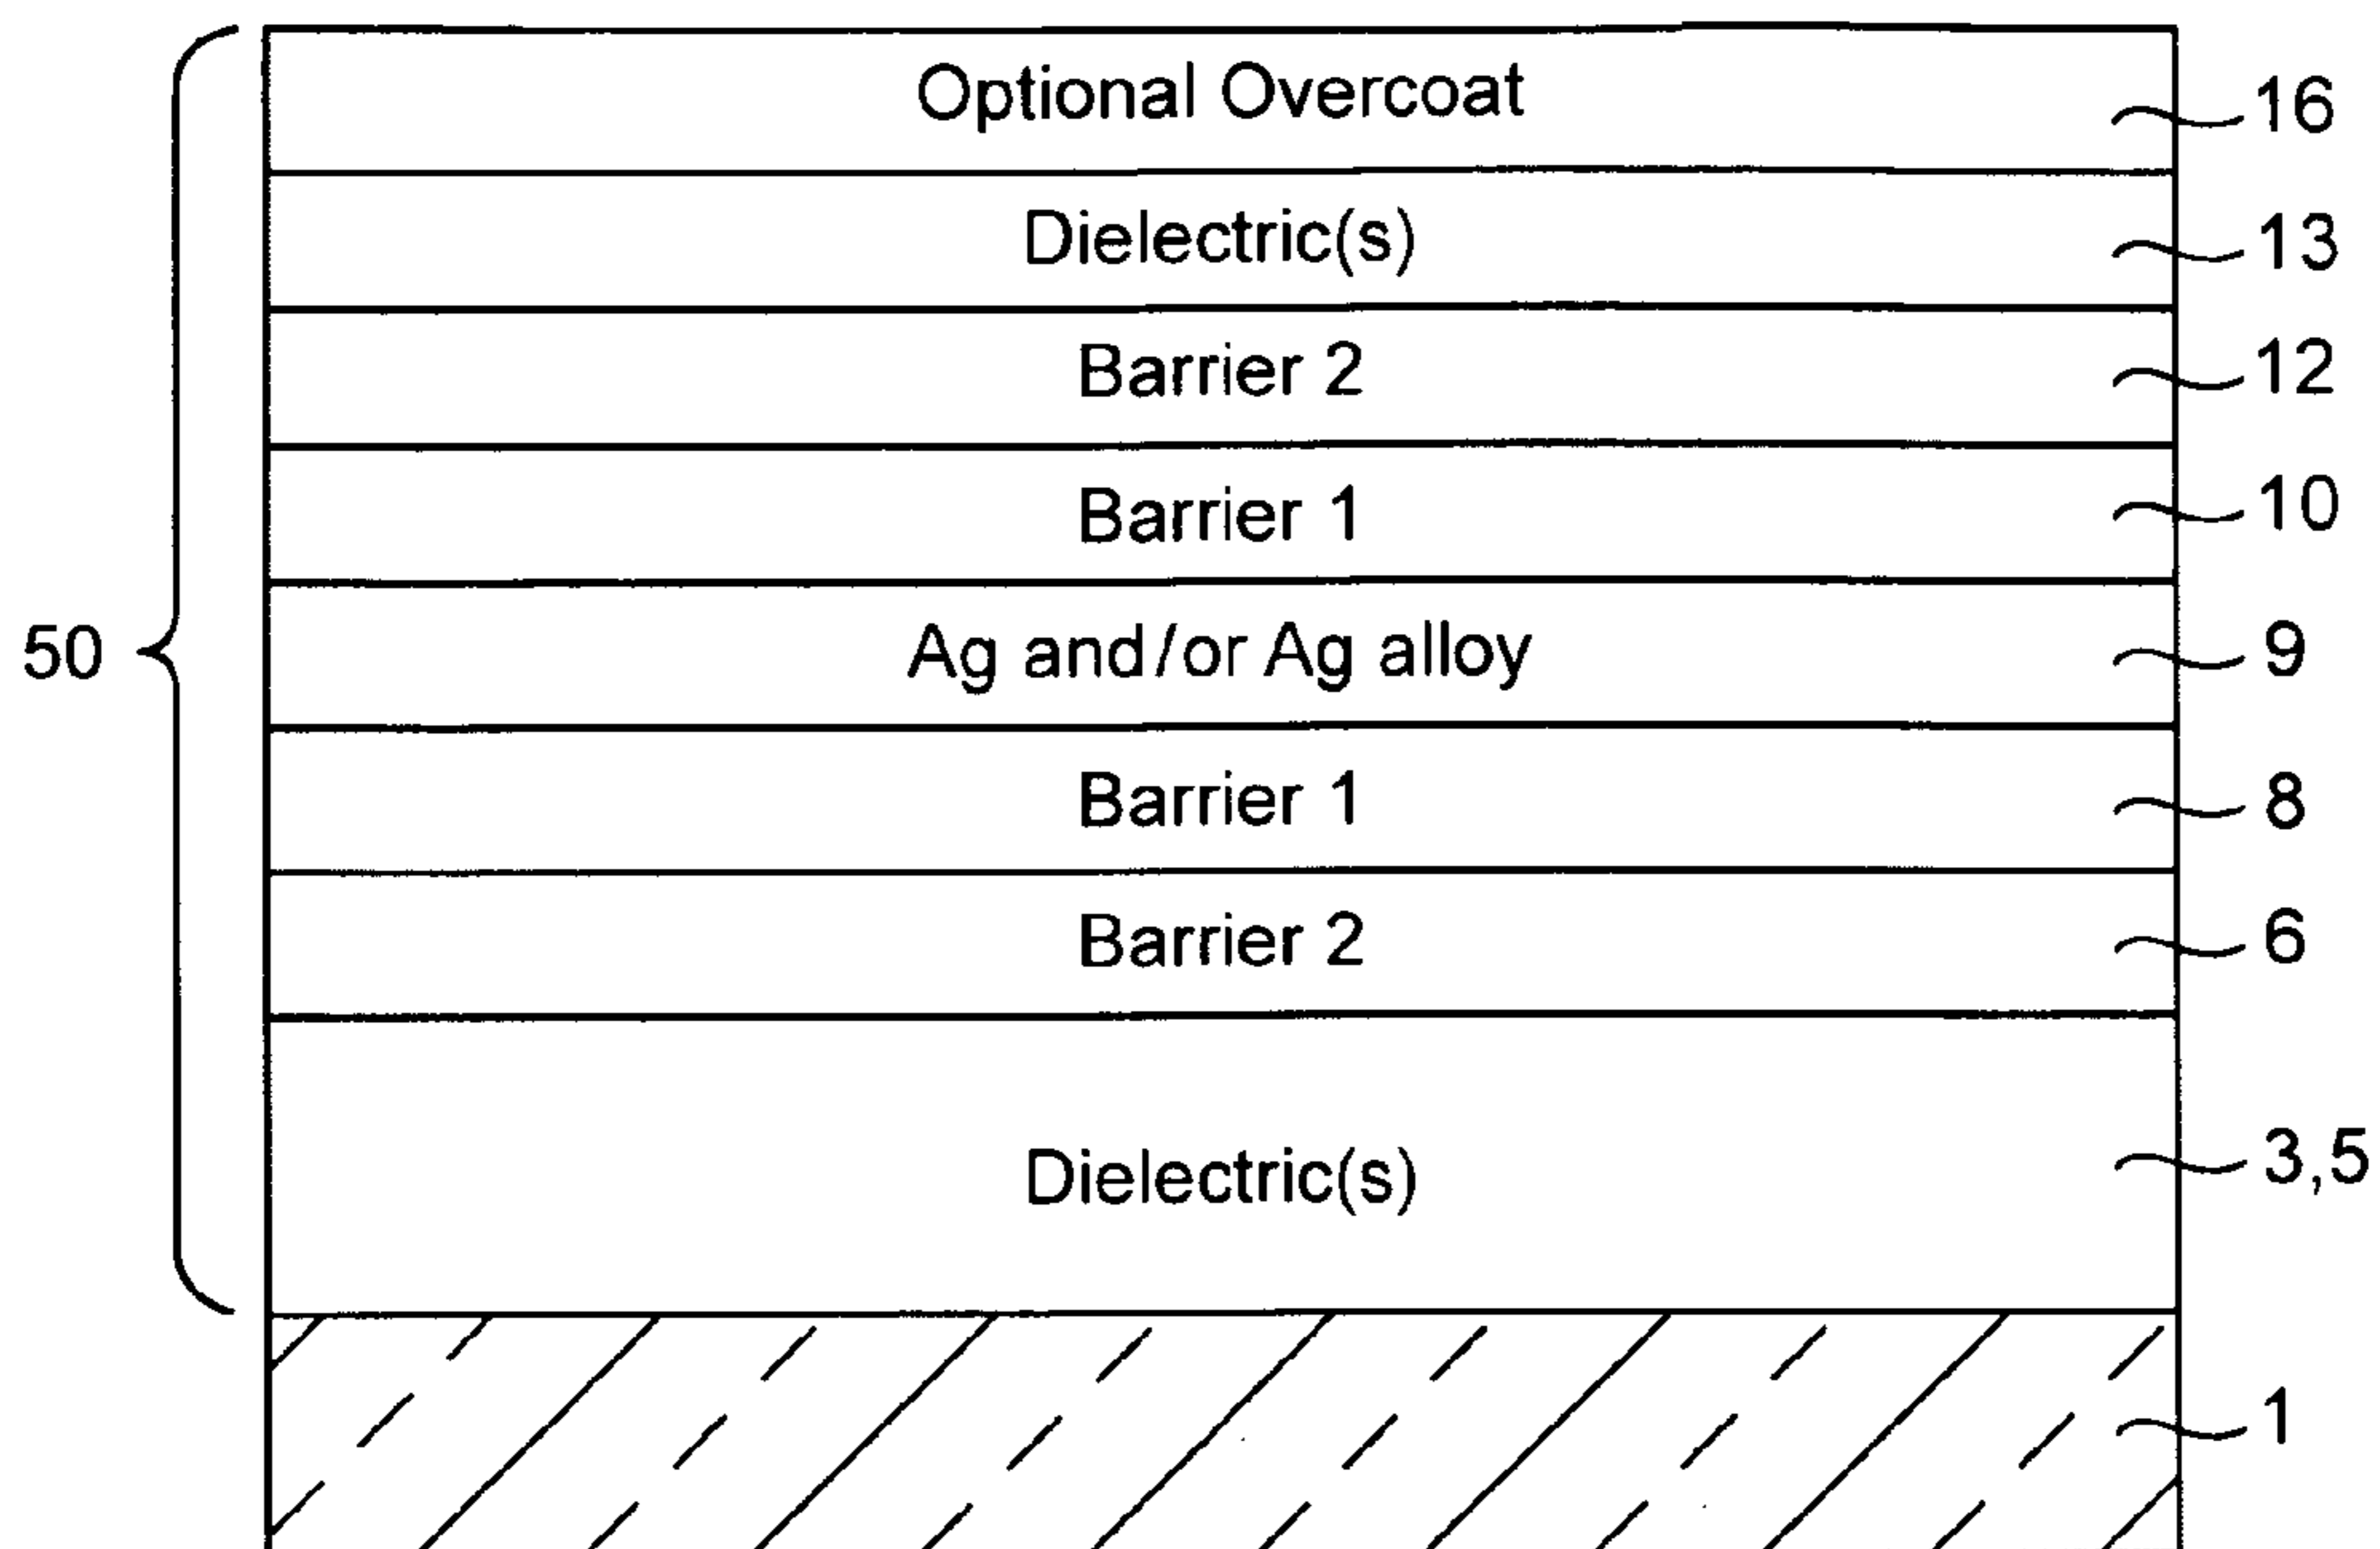 Optional Overcoat 16
Dielectric(s) 13
Barrier 2 12
Barrier 1 10
50 Ag and/or Ag alloy 9
Barrier 1 8
Barrier 2 6
Dielectric(s) 3,5
1